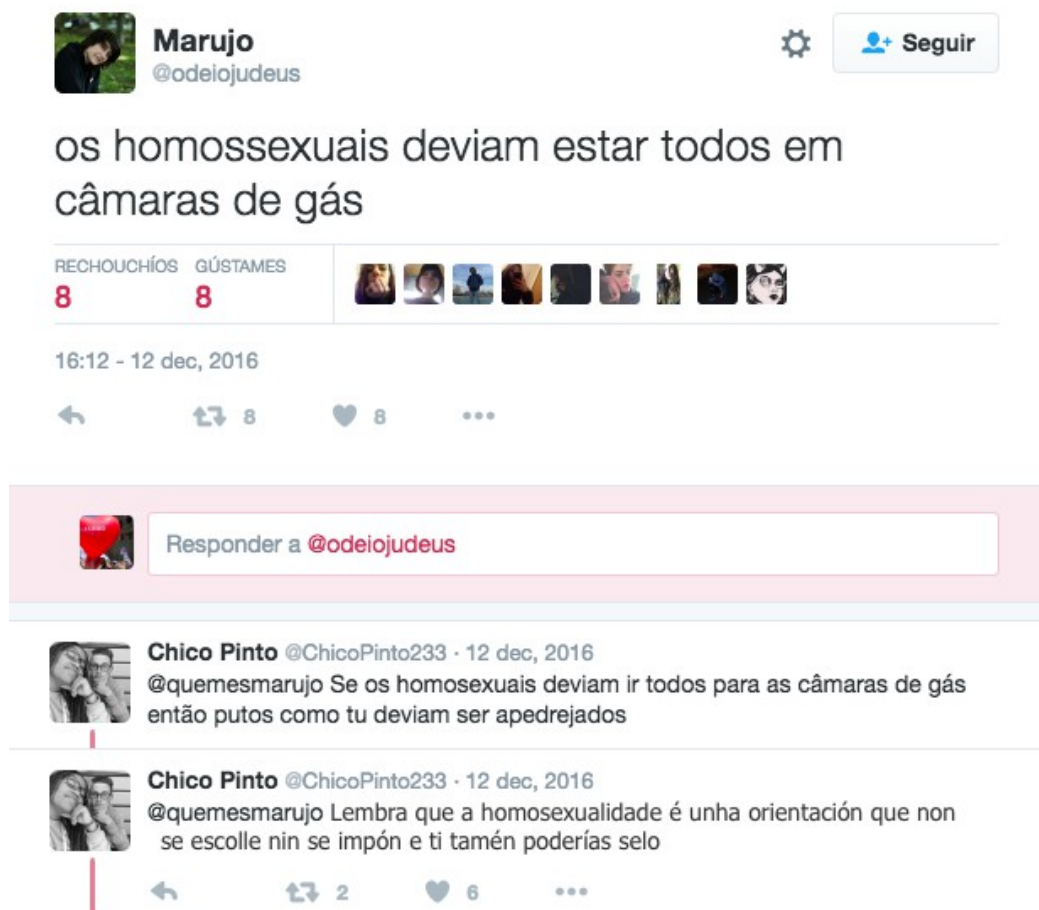 Marujo
@odeiojudeus
Seguir
os homossexuais deviam estar todos em
câmaras de gás
RECHOUCHÍOS GÚSTAMES
8 8
16:12 - 12 dec, 2016
8 8
Responder a @odeiojudeus
Chico Pinto @ChicoPinto233 · 12 dec, 2016
@quemesmarujo Se os homosexuais deviam ir todos para as câmaras de gás
então putos como tu deviam ser apedrejados
Chico Pinto @ChicoPinto233 · 12 dec, 2016
@quemesmarujo Lembra que a homosexualidade é unha orientación que non
se escolle nin se impón e ti tamén poderías selo
2 6